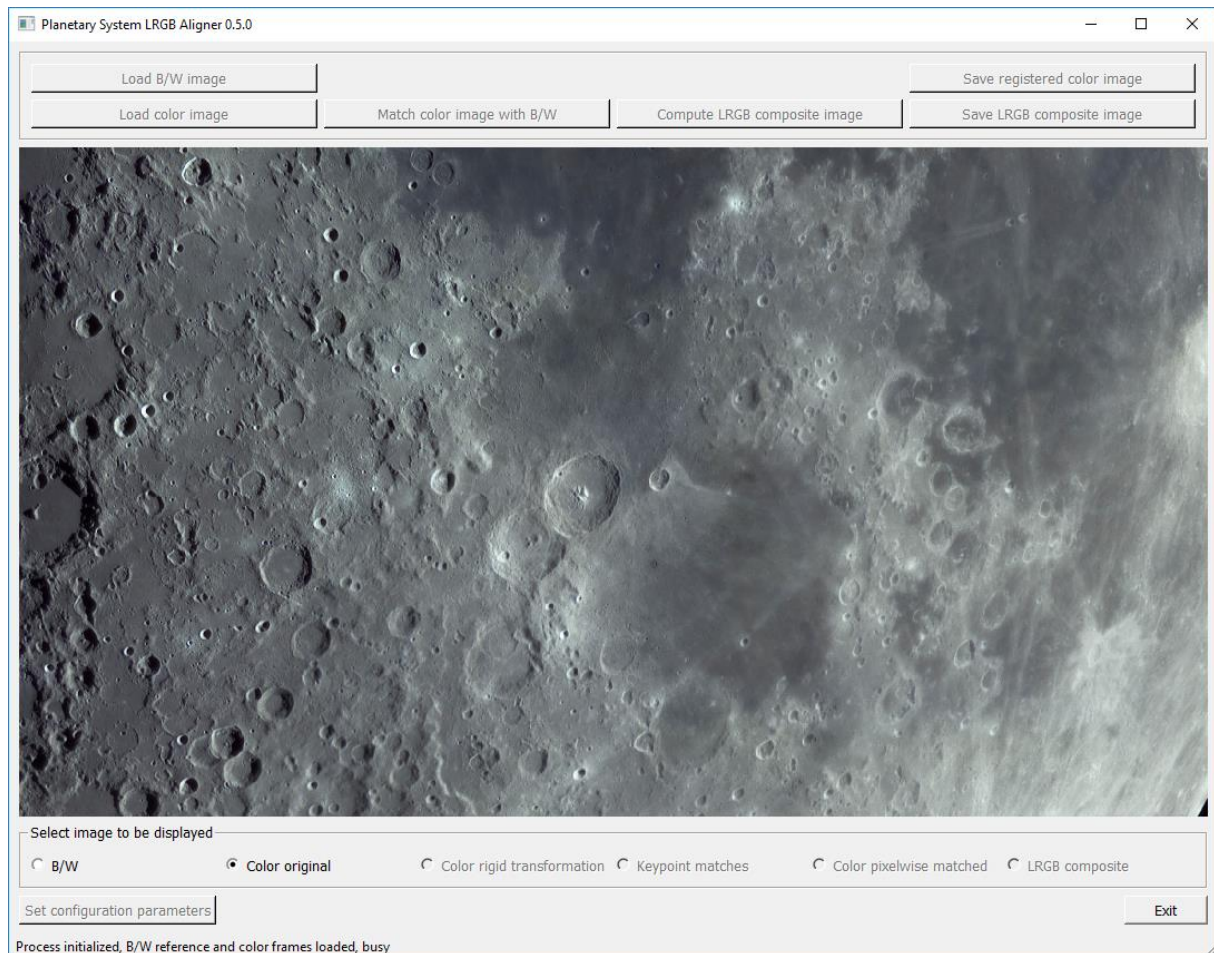 Planetary System LRGB Aligner 0.5.0
Load B/W image Save registered color image
Load color image Match color image with B/W Compute LRGB composite image Save LRGB composite image
Select image to be displayed
B/W Color original Color rigid transformation Keypoint matches Color pixelwise matched LRGB composite
Set configuration parameters Exit
Process initialized, B/W reference and color frames loaded, busy